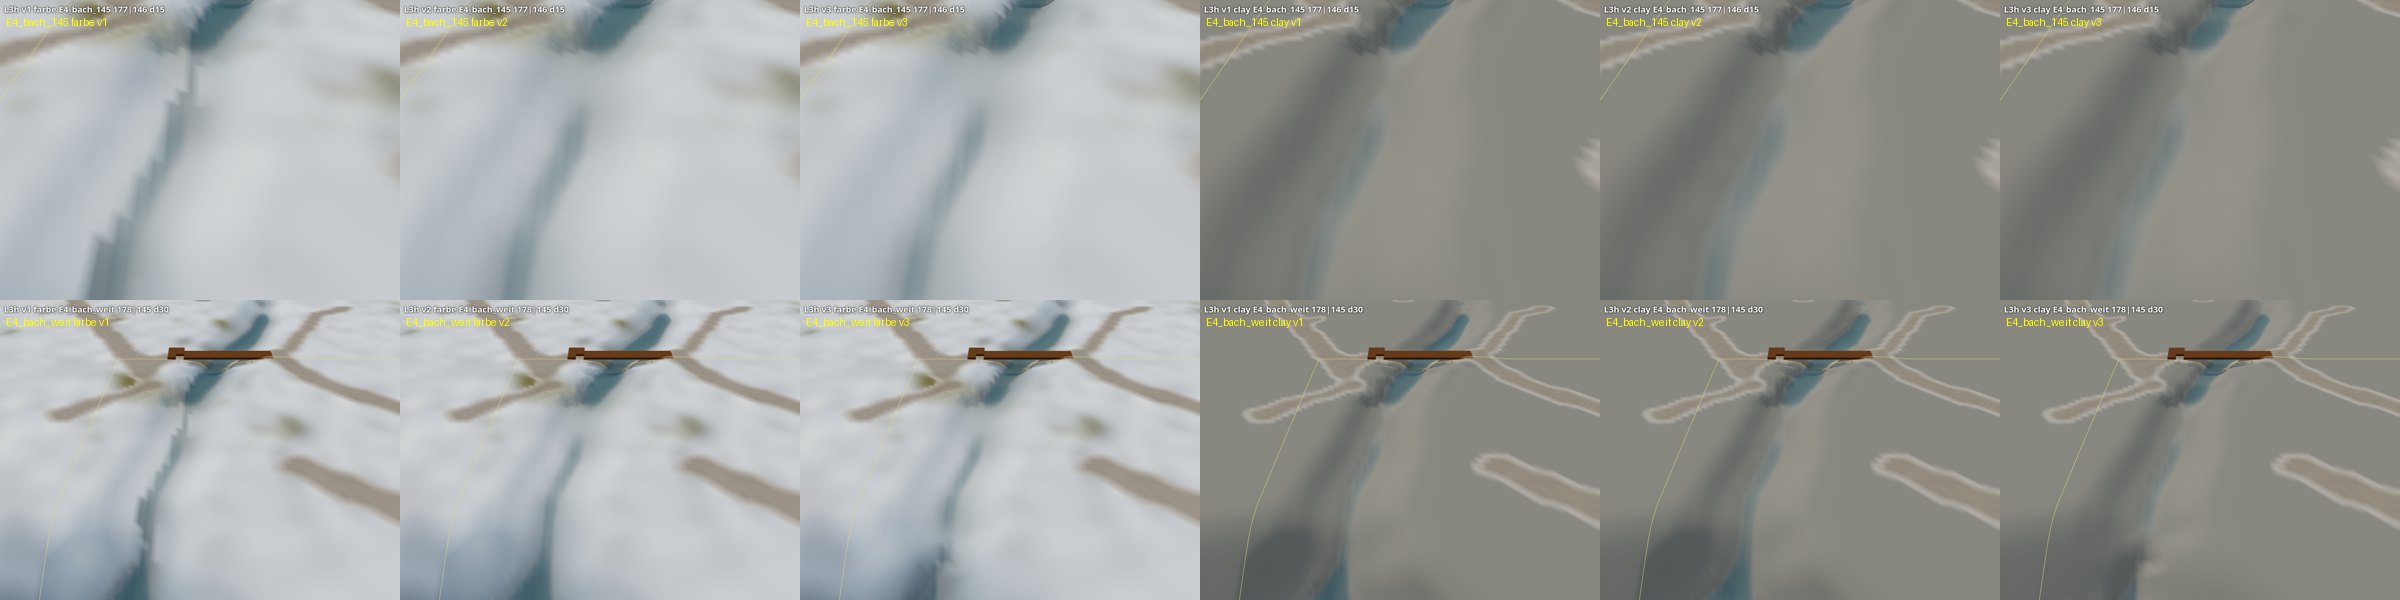 L3h v1 farbe E4_bach_145 177|146 d15
E4_bach_145 farbe v1
L3h v2 farbe E4_bach_145 177|146 d15
E4_bach_145 farbe v2
L3h v3 farbe E4_bach_145 177|146 d15
E4_bach_145 farbe v3
L3h v1 clay E4_bach_145 177|146 d15
E4_bach_145 clay v1
L3h v2 clay E4_bach_145 177|146 d15
E4_bach_145 clay v2
L3h v3 clay E4_bach_145 177|146 d15
E4_bach_145 clay v3
L3h v1 farbe E4_bach_weit 178|145 d30
E4_bach_weit farbe v1
L3h v2 farbe E4_bach_weit 178|145 d30
E4_bach_weit farbe v2
L3h v3 farbe E4_bach_weit 178|145 d30
E4_bach_weit farbe v3
L3h v1 clay E4_bach_weit 178|145 d30
E4_bach_weit clay v1
L3h v2 clay E4_bach_weit 178|145 d30
E4_bach_weit clay v2
L3h v3 clay E4_bach_weit 178|145 d30
E4_bach_weit clay v3